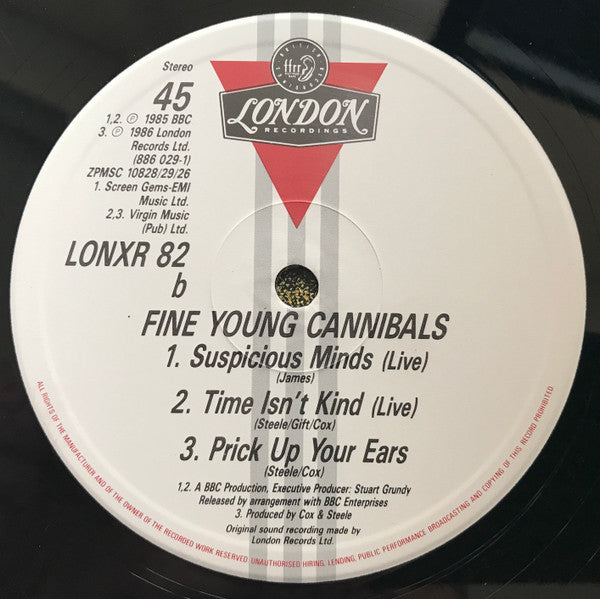 ffrr
LONDON
RECORDINGS
Stereo
45
1,2. ℗ 1985 BBC
3. ℗ 1986 London
Records Ltd.
(886 029-1)
ZPMSC 10828/29/26
1. Screen Gems-EMI
Music Ltd.
2,3. Virgin Music
(Pub) Ltd.
LONXR 82
b
FINE YOUNG CANNIBALS
1. Suspicious Minds (Live)
(James)
2. Time Isn't Kind (Live)
(Steele/Gift/Cox)
3. Prick Up Your Ears
(Steele/Cox)
1,2. A BBC Production, Executive Producer: Stuart Grundy
Released by arrangement with BBC Enterprises
3. Produced by Cox & Steele
Original sound recording made by
London Records Ltd.
ALL RIGHTS OF THE MANUFACTURER AND OF THE OWNER OF THE RECORDED WORK RESERVED. UNAUTHORISED HIRING, LENDING, PUBLIC PERFORMANCE BROADCASTING AND COPYING OF THIS RECORD PROHIBITED